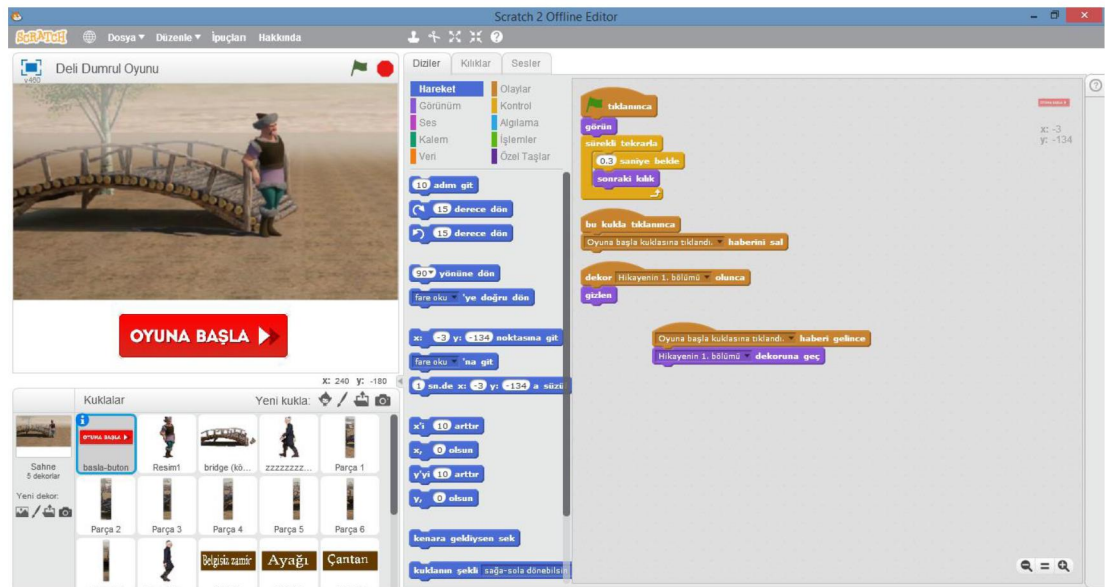 Scratch 2 Offline Editor
SCRATCH Dosya Düzenle İpuçları Hakkında
v460 Deli Dumrul Oyunu
OYUNA BAŞLA
x: 240 y: -180
Kuklalar Yeni kukla:
Sahne
5 dekorlar
Yeni dekor:
OYUNA BAŞLA
basla-buton Resim1 bridge (kö... zzzzzzzz... Parça 1
Parça 2 Parça 3 Parça 4 Parça 5 Parça 6
Belgisiz zamir Ayağı Çantan
Diziler Kılıklar Sesler
Hareket Olaylar
Görünüm Kontrol
Ses Algılama
Kalem İşlemler
Veri Özel Taşlar
10 adım git
15 derece dön
15 derece dön
90 yönüne dön
fare oku 'ye doğru dön
x: -3 y: -134 noktasına git
fare oku 'na git
1 sn.de x: -3 y: -134 a süzü
x'i 10 arttır
x, 0 olsun
y'yi 10 arttır
y, 0 olsun
kenara geldiysen sek
kuklanın şekli sağa-sola dönebilsin
tıklanınca
görün
sürekli tekrarla
0.3 saniye bekle
sonraki kılık
bu kukla tıklanınca
Oyuna başla kuklasına tıklandı. haberini sal
dekor Hikayenin 1. bölümü olunca
gizlen
Oyuna başla kuklasına tıklandı. haberi gelince
Hikayenin 1. bölümü dekoruna geç
x: -3
y: -134